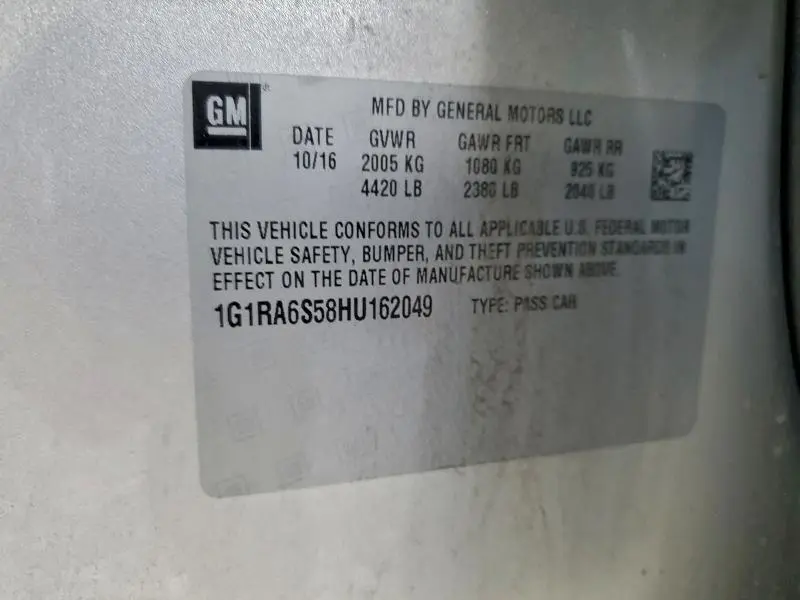 GM
MFD BY GENERAL MOTORS LLC
DATE GVWR GAWR FRT GAWR RR
10/16 2005 KG 1080 KG 925 KG
4420 LB 2380 LB 2040 LB
THIS VEHICLE CONFORMS TO ALL APPLICABLE U.S. FEDERAL MOTOR
VEHICLE SAFETY, BUMPER, AND THEFT PREVENTION STANDARDS IN
EFFECT ON THE DATE OF MANUFACTURE SHOWN ABOVE.
1G1RA6S58HU162049 TYPE: PASS CAR